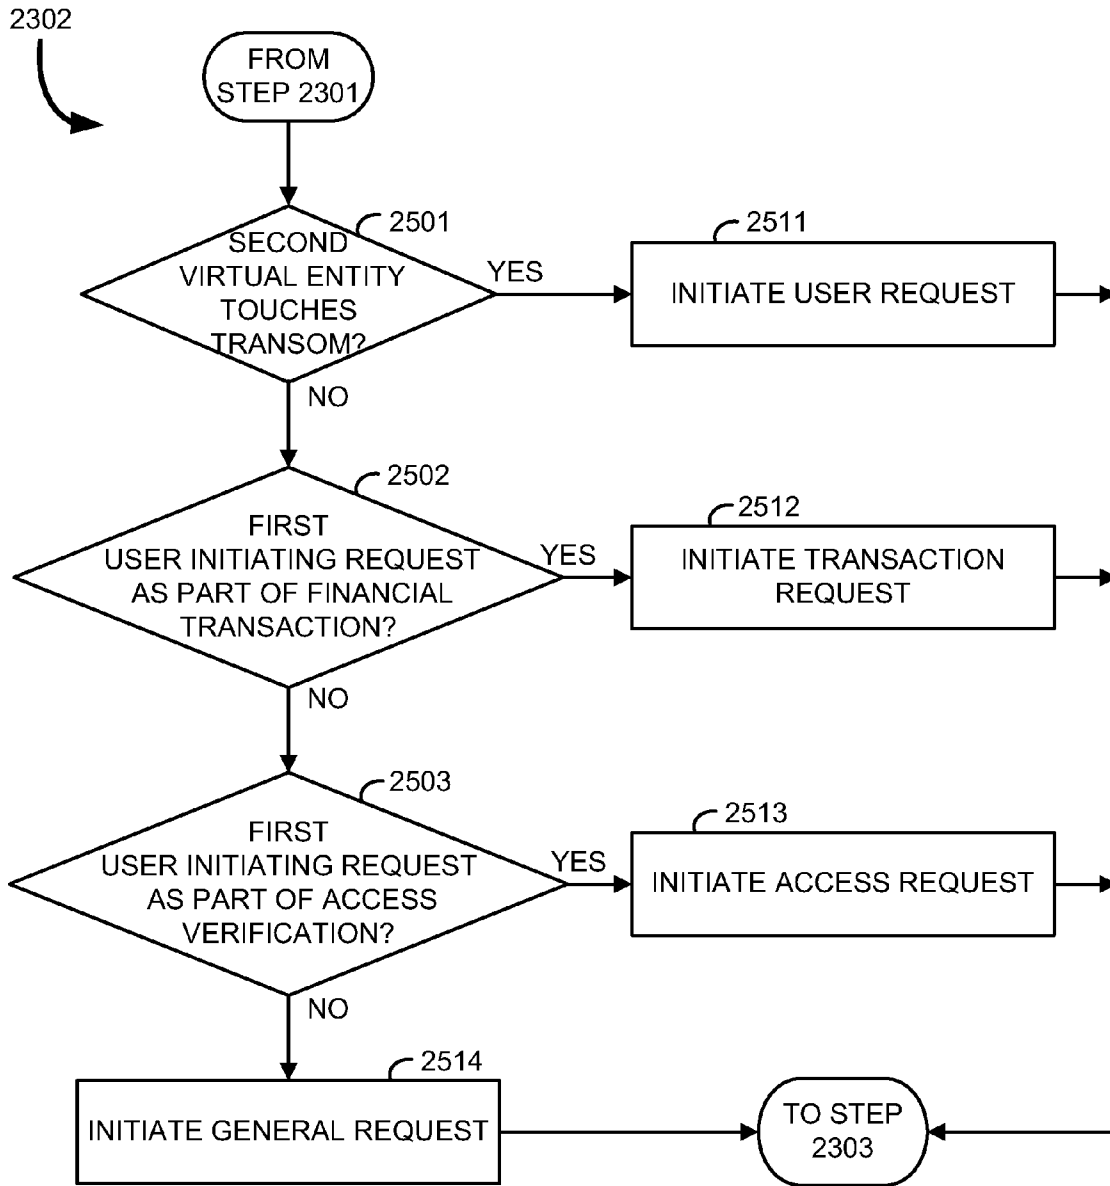 2302
FROM
STEP 2301
2501
SECOND
VIRTUAL ENTITY
TOUCHES
TRANSOM?
YES
2511
INITIATE USER REQUEST
NO
2502
FIRST
USER INITIATING REQUEST
AS PART OF FINANCIAL
TRANSACTION?
YES
2512
INITIATE TRANSACTION
REQUEST
NO
2503
FIRST
USER INITIATING REQUEST
AS PART OF ACCESS
VERIFICATION?
YES
2513
INITIATE ACCESS REQUEST
NO
2514
INITIATE GENERAL REQUEST
TO STEP
2303